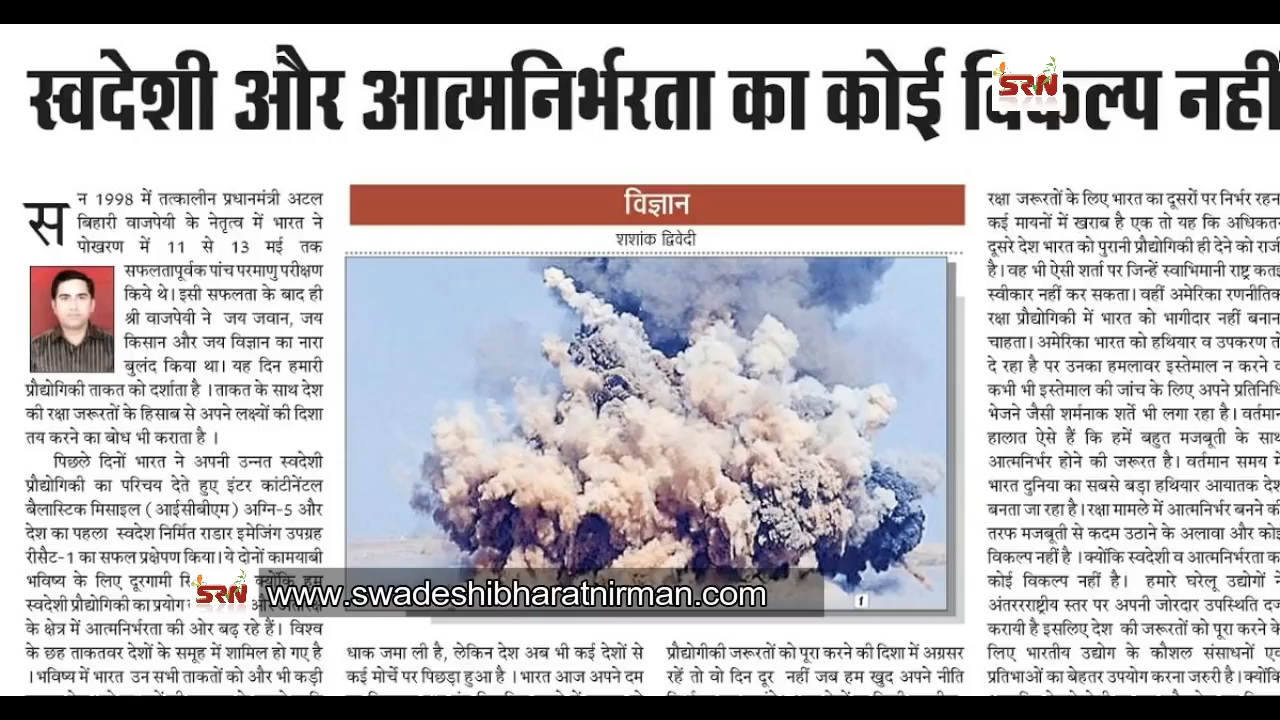 स्वदेशी और आत्मनिर्भरता का कोई विकल्प नहीं
SRN
सन 1998 में तत्कालीन प्रधानमंत्री अटल
बिहारी वाजपेयी के नेतृत्व में भारत ने
पोखरण में 11 से 13 मई तक
सफलतापूर्वक पांच परमाणु परीक्षण
किये थे। इसी सफलता के बाद ही
श्री वाजपेयी ने जय जवान, जय
किसान और जय विज्ञान का नारा
बुलंद किया था। यह दिन हमारी
प्रौद्योगिकी ताकत को दर्शाता है । ताकत के साथ देश
की रक्षा जरूरतों के हिसाब से अपने लक्ष्यों की दिशा
तय करने का बोध भी कराता है ।
पिछले दिनों भारत ने अपनी उन्नत स्वदेशी
प्रौद्योगिकी का परिचय देते हुए इंटर कांटीनेंटल
बैलास्टिक मिसाइल (आईसीबीएम) अग्नि-5 और
देश का पहला स्वदेश निर्मित राडार इमेजिंग उपग्रह
रीसैट-1 का सफल प्रक्षेपण किया। ये दोनों कामयाबी
भविष्य के लिए दूरगामी क्योंकि हम
स्वदेशी प्रौद्योगिकी का प्रयोग
के क्षेत्र में आत्मनिर्भरता की ओर बढ़ रहे हैं। विश्व
के छह ताकतवर देशों के समूह में शामिल हो गए है
। भविष्य में भारत उन सभी ताकतों को और भी कड़ी
विज्ञान
शशांक द्विवेदी
SRN www.swadeshibharatnirman.com
धाक जमा ली है, लेकिन देश अब भी कई देशों से
कई मोर्चे पर पिछड़ा हुआ है । भारत आज अपने दम
प्रौद्योगीकी जरूरतों को पूरा करने की दिशा में अग्रसर
रहें तो वो दिन दूर नहीं जब हम खुद अपने नीति
रक्षा जरूरतों के लिए भारत का दूसरों पर निर्भर रहन
कई मायनों में खराब है एक तो यह कि अधिकत
दूसरे देश भारत को पुरानी प्रौद्योगिकी ही देने को राजी
है। वह भी ऐसी शर्ता पर जिन्हें स्वाभिमानी राष्ट्र कत
स्वीकार नहीं कर सकता। वहीं अमेरिका रणनीतिक
रक्षा प्रौद्योगिकी में भारत को भागीदार नहीं बनान
चाहता। अमेरिका भारत को हथियार व उपकरण त
दे रहा है पर उनका हमलावर इस्तेमाल न करने व
कभी भी इस्तेमाल की जांच के लिए अपने प्रतिनिधि
भेजने जैसी शर्मनाक शर्तें भी लगा रहा है। वर्तमान
हालात ऐसे हैं कि हमें बहुत मजबूती के साथ
आत्मनिर्भर होने की जरूरत है। वर्तमान समय में
भारत दुनिया का सबसे बड़ा हथियार आयातक देश
बनता जा रहा है। रक्षा मामले में आत्मनिर्भर बनने की
तरफ मजबूती से कदम उठाने के अलावा और कोई
विकल्प नहीं है । क्योंकि स्वदेशी व आत्मनिर्भरता का
कोई विकल्प नहीं है। हमारे घरेलू उद्योगों ने
अंतरराष्ट्रीय स्तर पर अपनी जोरदार उपस्थिति दर्
करायी है इसलिए देश की जरूरतों को पूरा करने के
लिए भारतीय उद्योग के कौशल संसाधनों एव
प्रतिभाओं का बेहतर उपयोग करना जरुरी है। क्योंकि